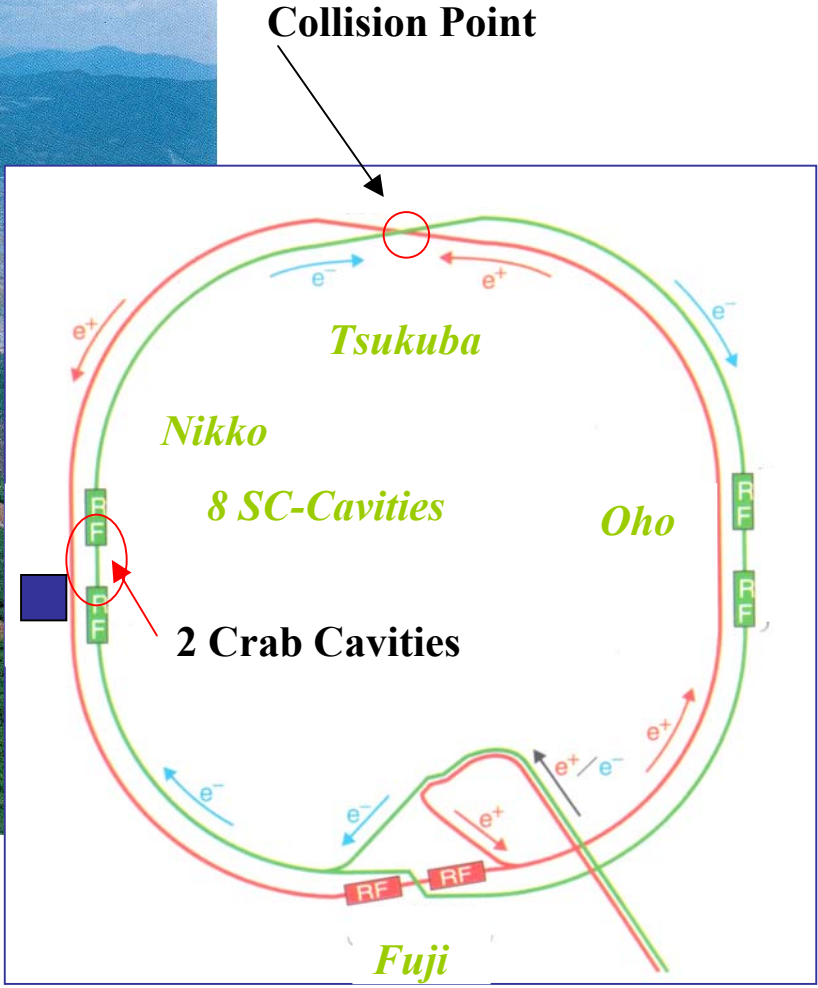 Collision Point
e⁻
e⁺
e⁺
e⁻
Tsukuba
Nikko
8 SC-Cavities
Oho
RF
RF
RF
RF
2 Crab Cavities
e⁺
e⁺/e⁻
e⁻
e⁻
e⁺
RF
RF
Fuji